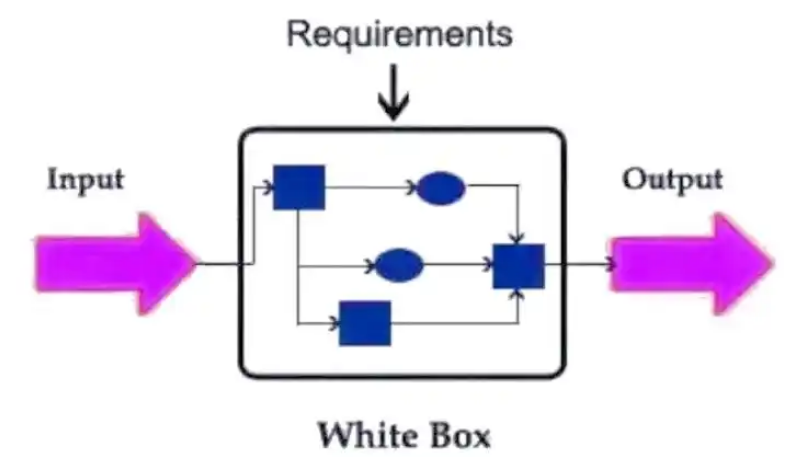 Requirements
Input
Output
White Box